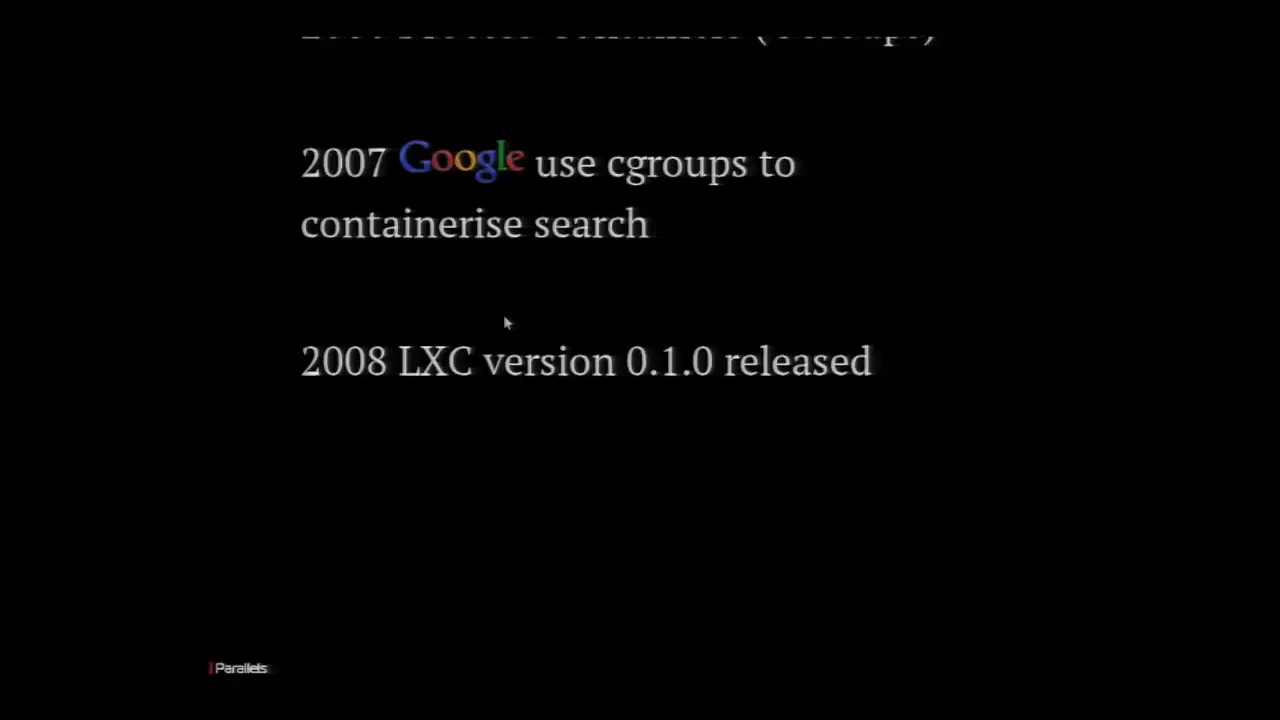 2007 Google use cgroups to
containerise search
2008 LXC version 0.1.0 released
Parallels